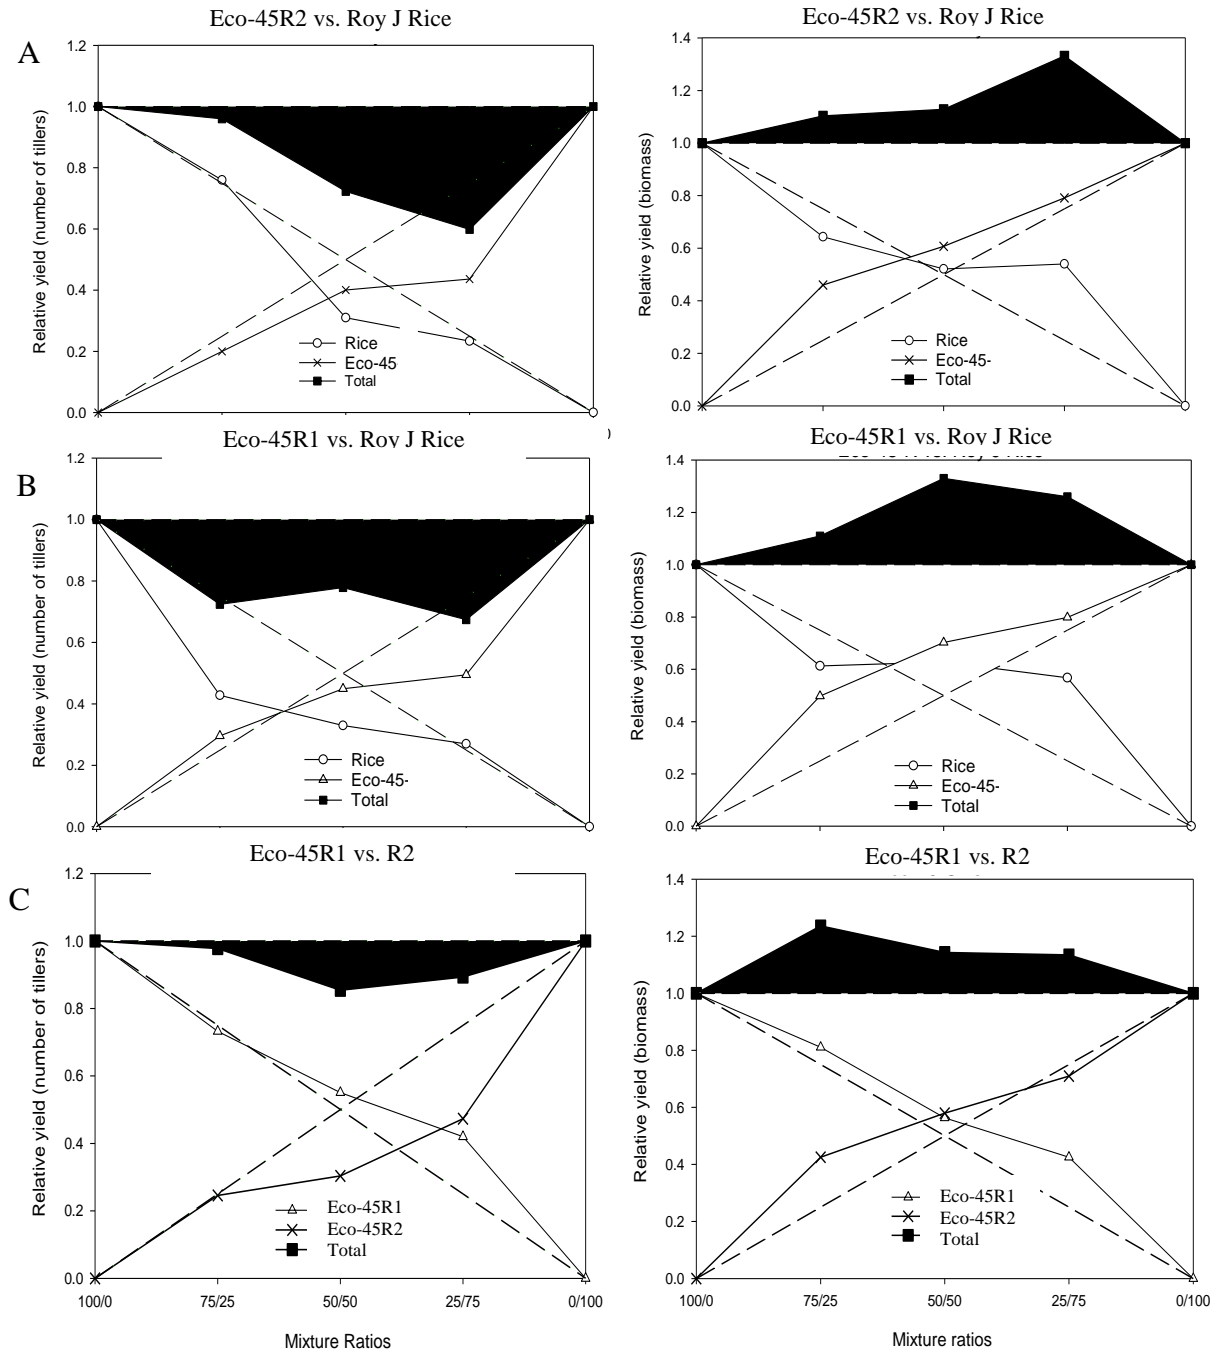 Eco-45R2 vs. Roy J Rice
A
1.2
1.0
0.8
0.6
0.4
0.2
0.0
Relative yield (number of tillers)
Rice
Eco-45
Total
Eco-45R2 vs. Roy J Rice
1.4
1.2
1.0
0.8
0.6
0.4
0.2
0.0
Relative yield (biomass)
Rice
Eco-45-
Total
Eco-45R1 vs. Roy J Rice
B
1.2
1.0
0.8
0.6
0.4
0.2
0.0
Relative yield (number of tillers)
Rice
Eco-45-
Total
Eco-45R1 vs. Roy J Rice
1.4
1.2
1.0
0.8
0.6
0.4
0.2
0.0
Relative yield (biomass)
Rice
Eco-45-
Total
Eco-45R1 vs. R2
C
1.2
1.0
0.8
0.6
0.4
0.2
0.0
Relative yield (number of tillers)
Eco-45R1
Eco-45R2
Total
100/0 75/25 50/50 25/75 0/100
Mixture Ratios
Eco-45R1 vs. R2
1.4
1.2
1.0
0.8
0.6
0.4
0.2
0.0
Relative yield (biomass)
Eco-45R1
Eco-45R2
Total
100/0 75/25 50/50 25/75 0/100
Mixture ratios